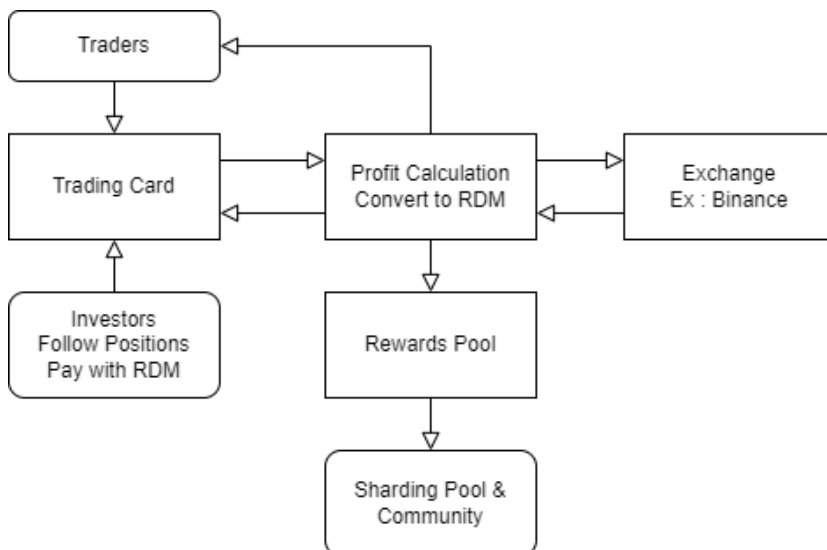 Traders
Trading Card
Profit Calculation
Convert to RDM
Exchange
Ex : Binance
Investors
Follow Positions
Pay with RDM
Rewards Pool
Sharding Pool &
Community